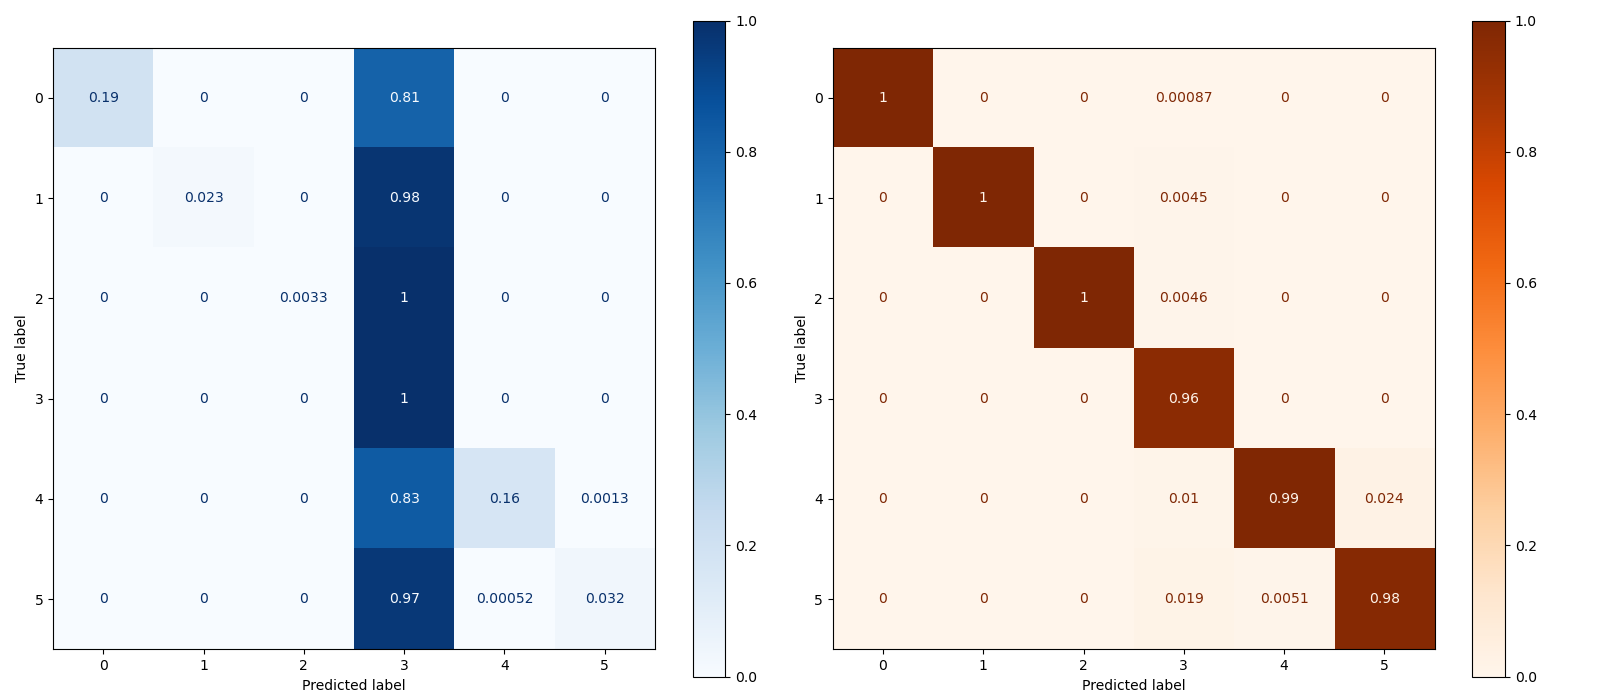 True label
0 0.19 0 0 0.81 0 0
1 0 0.023 0 0.98 0 0
2 0 0 0.0033 1 0 0
3 0 0 0 1 0 0
4 0 0 0 0.83 0.16 0.0013
5 0 0 0 0.97 0.00052 0.032
0 1 2 3 4 5
Predicted label
1.0
0.8
0.6
0.4
0.2
0.0
True label
0 1 0 0 0.00087 0 0
1 0 1 0 0.0045 0 0
2 0 0 1 0.0046 0 0
3 0 0 0 0.96 0 0
4 0 0 0 0.01 0.99 0.024
5 0 0 0 0.019 0.0051 0.98
0 1 2 3 4 5
Predicted label
1.0
0.8
0.6
0.4
0.2
0.0